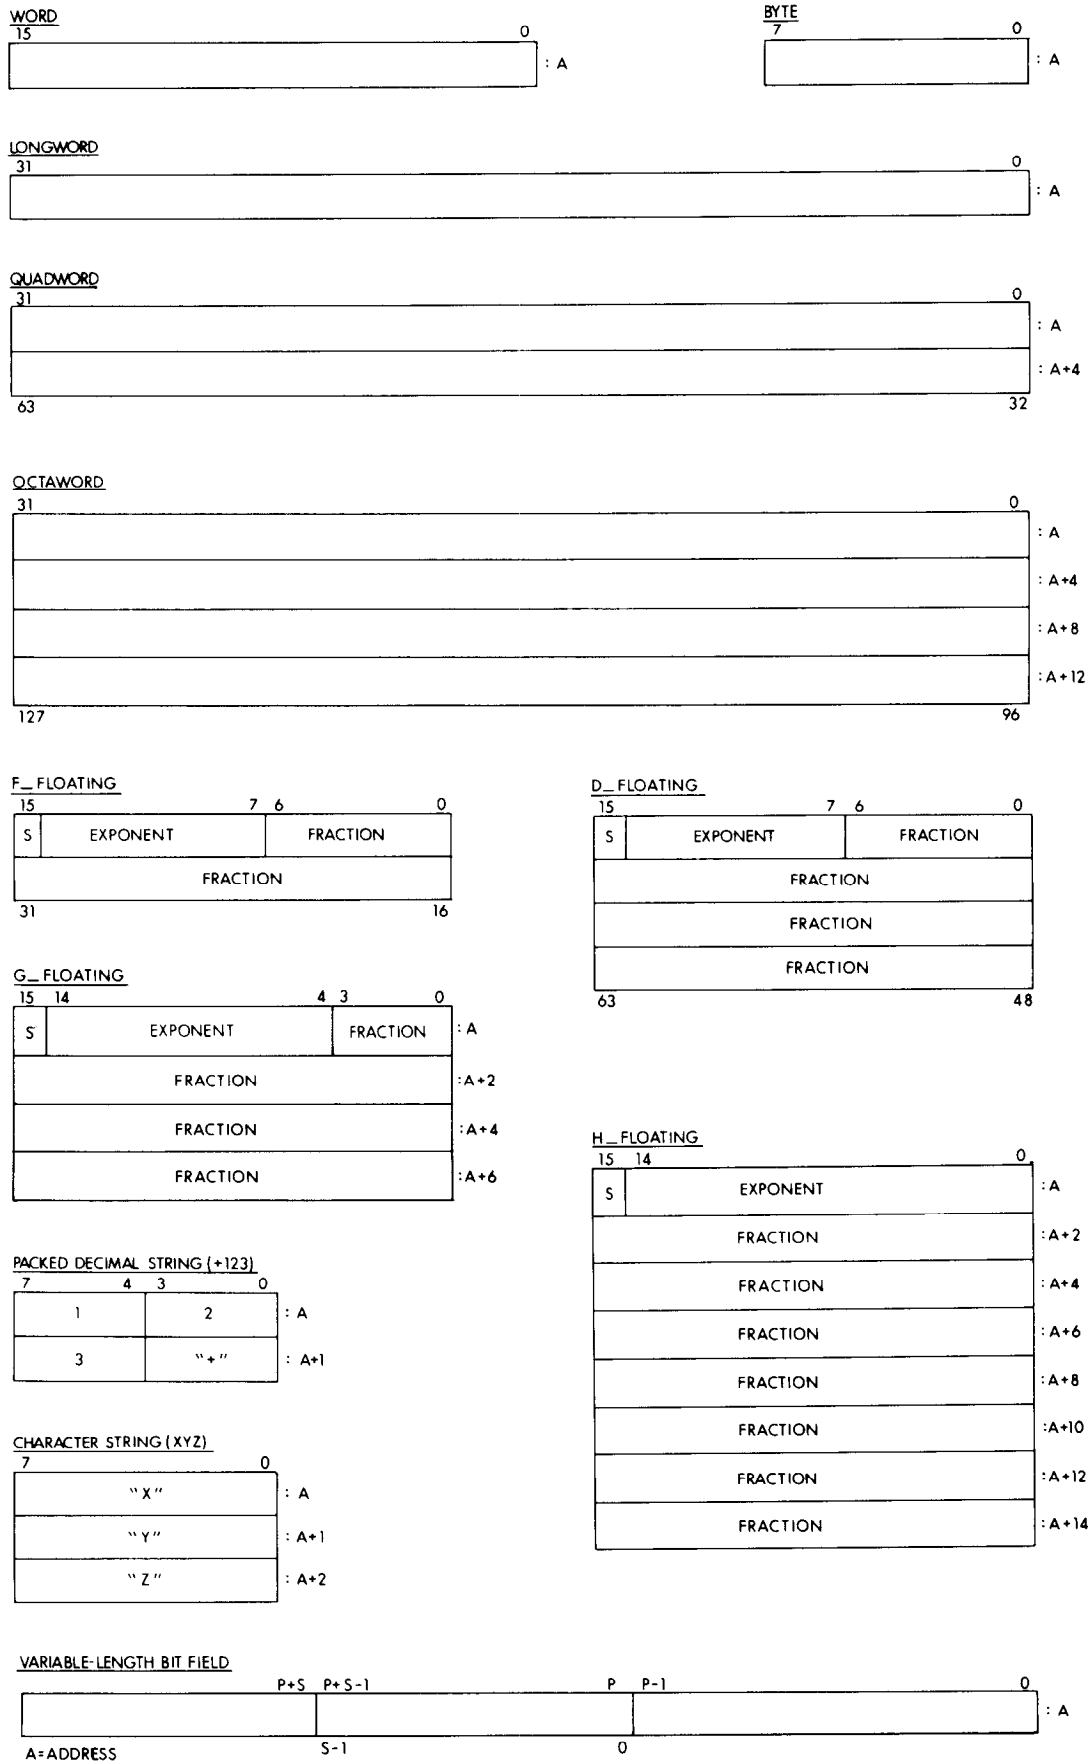 WORD
15 0
: A
BYTE
7 0
: A
LONGWORD
31 0
: A
QUADWORD
31 0
: A
: A+4
63 32
OCTAWORD
31 0
: A
: A+4
: A+8
: A+12
127 96
F_FLOATING
15 7 6 0
S EXPONENT FRACTION
FRACTION
31 16
D_FLOATING
15 7 6 0
S EXPONENT FRACTION
FRACTION
FRACTION
FRACTION
63 48
G_FLOATING
15 14 4 3 0
S EXPONENT FRACTION : A
FRACTION :A+2
FRACTION :A+4
FRACTION :A+6
H_FLOATING
15 14 0
S EXPONENT :A
FRACTION :A+2
FRACTION :A+4
FRACTION :A+6
FRACTION :A+8
FRACTION :A+10
FRACTION :A+12
FRACTION :A+14
PACKED DECIMAL STRING (+123)
7 4 3 0
1 2 : A
3 "+" : A+1
CHARACTER STRING (XYZ)
7 0
"X" : A
"Y" : A+1
"Z" : A+2
VARIABLE-LENGTH BIT FIELD
P+S P+S-1 P P-1 0
: A
S-1 0
A=ADDRESS